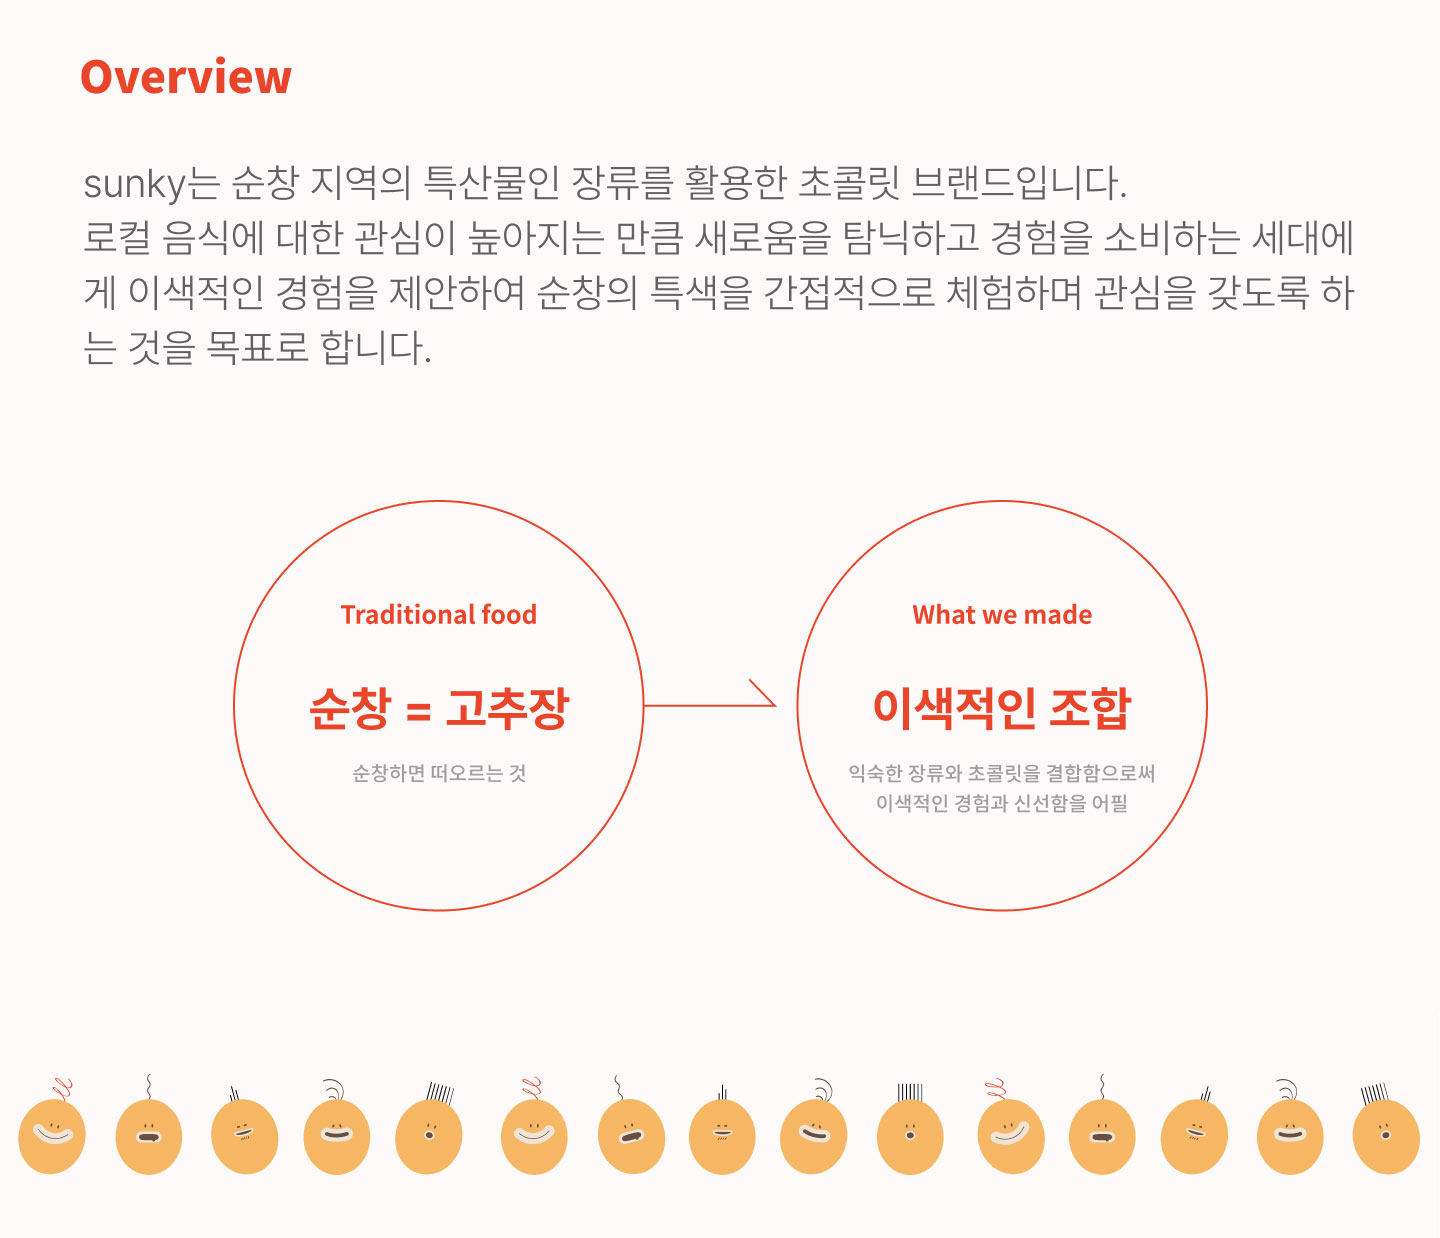 Overview
sunky는 순창 지역의 특산물인 장류를 활용한 초콜릿 브랜드입니다.
로컬 음식에 대한 관심이 높아지는 만큼 새로움을 탐닉하고 경험을 소비하는 세대에
게 이색적인 경험을 제안하여 순창의 특색을 간접적으로 체험하며 관심을 갖도록 하
는 것을 목표로 합니다.
Traditional food
순창 = 고추장
순창하면 떠오르는 것
What we made
이색적인 조합
익숙한 장류와 초콜릿을 결합함으로써
이색적인 경험과 신선함을 어필